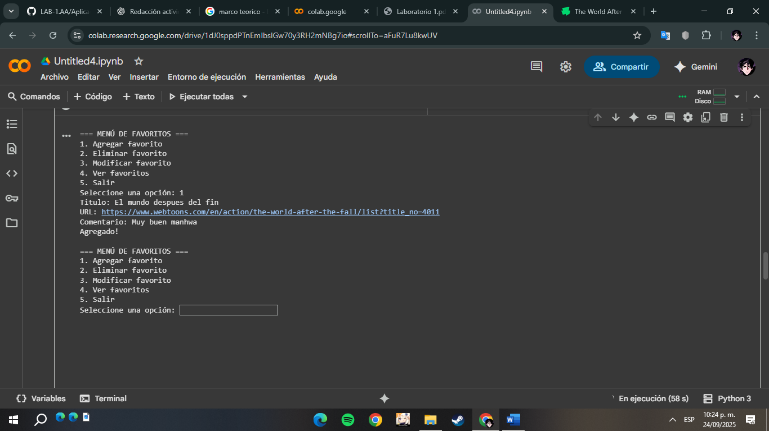 LAB-1.AA/Aplica
Redacción active
marco teorico
colab.google
Laboratorio 1.po
Untitled4.ipynb
The World After
colab.research.google.com/drive/
Untitled4.ipynb
Archivo Editar Ver Insertar Entorno de ejecución Herramientas Ayuda
Compartir
Gemini
Comandos + Código + Texto Ejecutar todas
RAM
Disco
=== MENÚ DE FAVORITOS ===
1. Agregar favorito
2. Eliminar favorito
3. Modificar favorito
4. Ver favoritos
5. Salir
Seleccione una opción: 1
Titulo: El mundo despues del fin
URL: https://www.webtoons.com/en/action/the-world-after-the-fall/list?title_no=4011
Comentario: Muy buen manhwa
Agregado!
=== MENÚ DE FAVORITOS ===
1. Agregar favorito
2. Eliminar favorito
3. Modificar favorito
4. Ver favoritos
5. Salir
Seleccione una opción:
Variables Terminal
En ejecución (58 s) Python 3
ESP
10:24 p. m.
24/09/2025